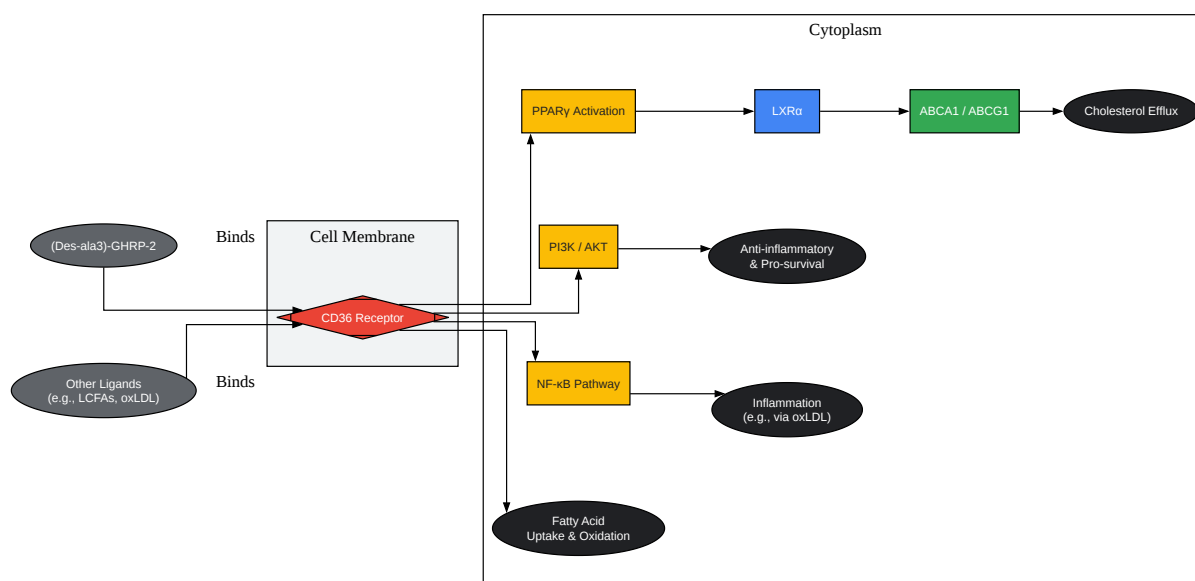 Cytoplasm
PPARγ Activation
LXRα
ABCA1 / ABCG1
Cholesterol Efflux
(Des-ala3)-GHRP-2
Binds
Cell Membrane
PI3K / AKT
Anti-inflammatory
& Pro-survival
CD36 Receptor
Other Ligands
(e.g., LCFAs, oxLDL)
Binds
NF-κB Pathway
Inflammation
(e.g., via oxLDL)
Fatty Acid
Uptake & Oxidation